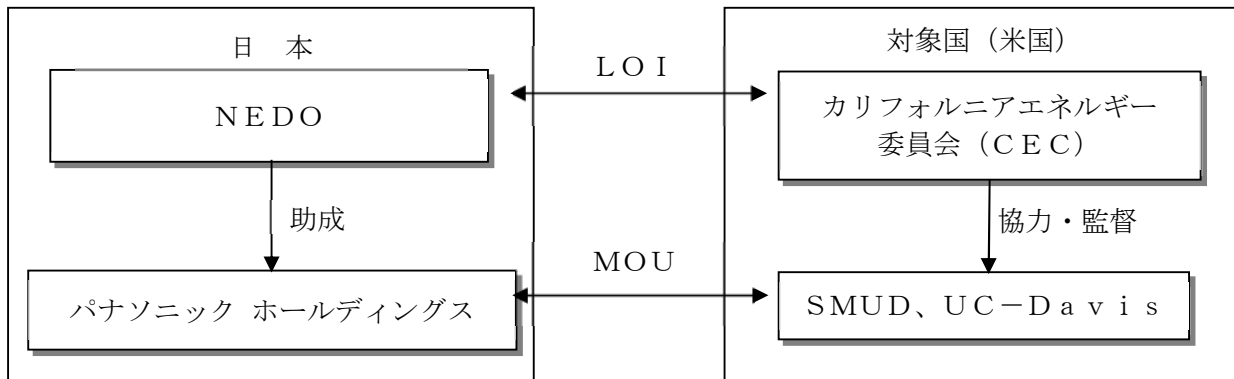 日 本
対象国（米国）
ＮＥＤＯ
ＬＯＩ
カリフォルニアエネルギー
委員会（ＣＥＣ）
助成
協力・監督
パナソニック ホールディングス
ＭＯＵ
ＳＭＵＤ、ＵＣ－Ｄａｖｉｓ